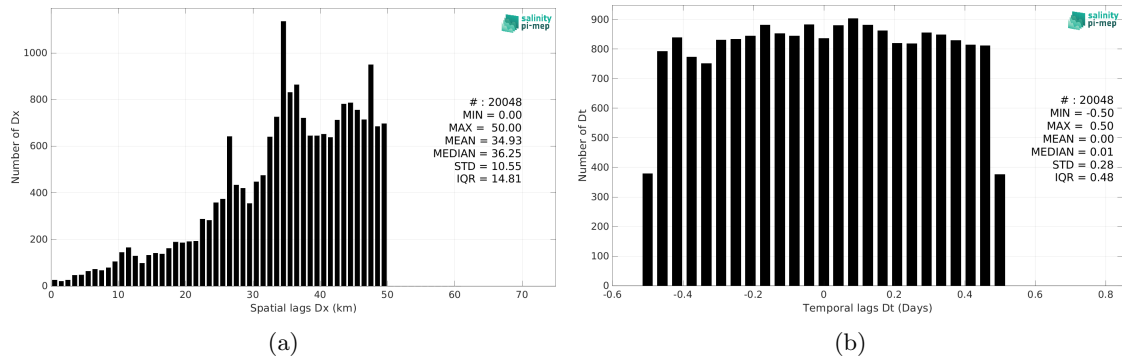 salinity
pi-mep
1000
800
600
400
200
0
Number of Dx
# : 20048
MIN = 0.00
MAX = 50.00
MEAN = 34.93
MEDIAN = 36.25
STD = 10.55
IQR = 14.81
0 10 20 30 40 50 60 70
Spatial lags Dx (km)
(a)
salinity
pi-mep
900
800
700
600
500
400
300
200
100
0
Number of Dt
# : 20048
MIN = -0.50
MAX = 0.50
MEAN = 0.00
MEDIAN = 0.01
STD = 0.28
IQR = 0.48
-0.6 -0.4 -0.2 0 0.2 0.4 0.6 0.8
Temporal lags Dt (Days)
(b)